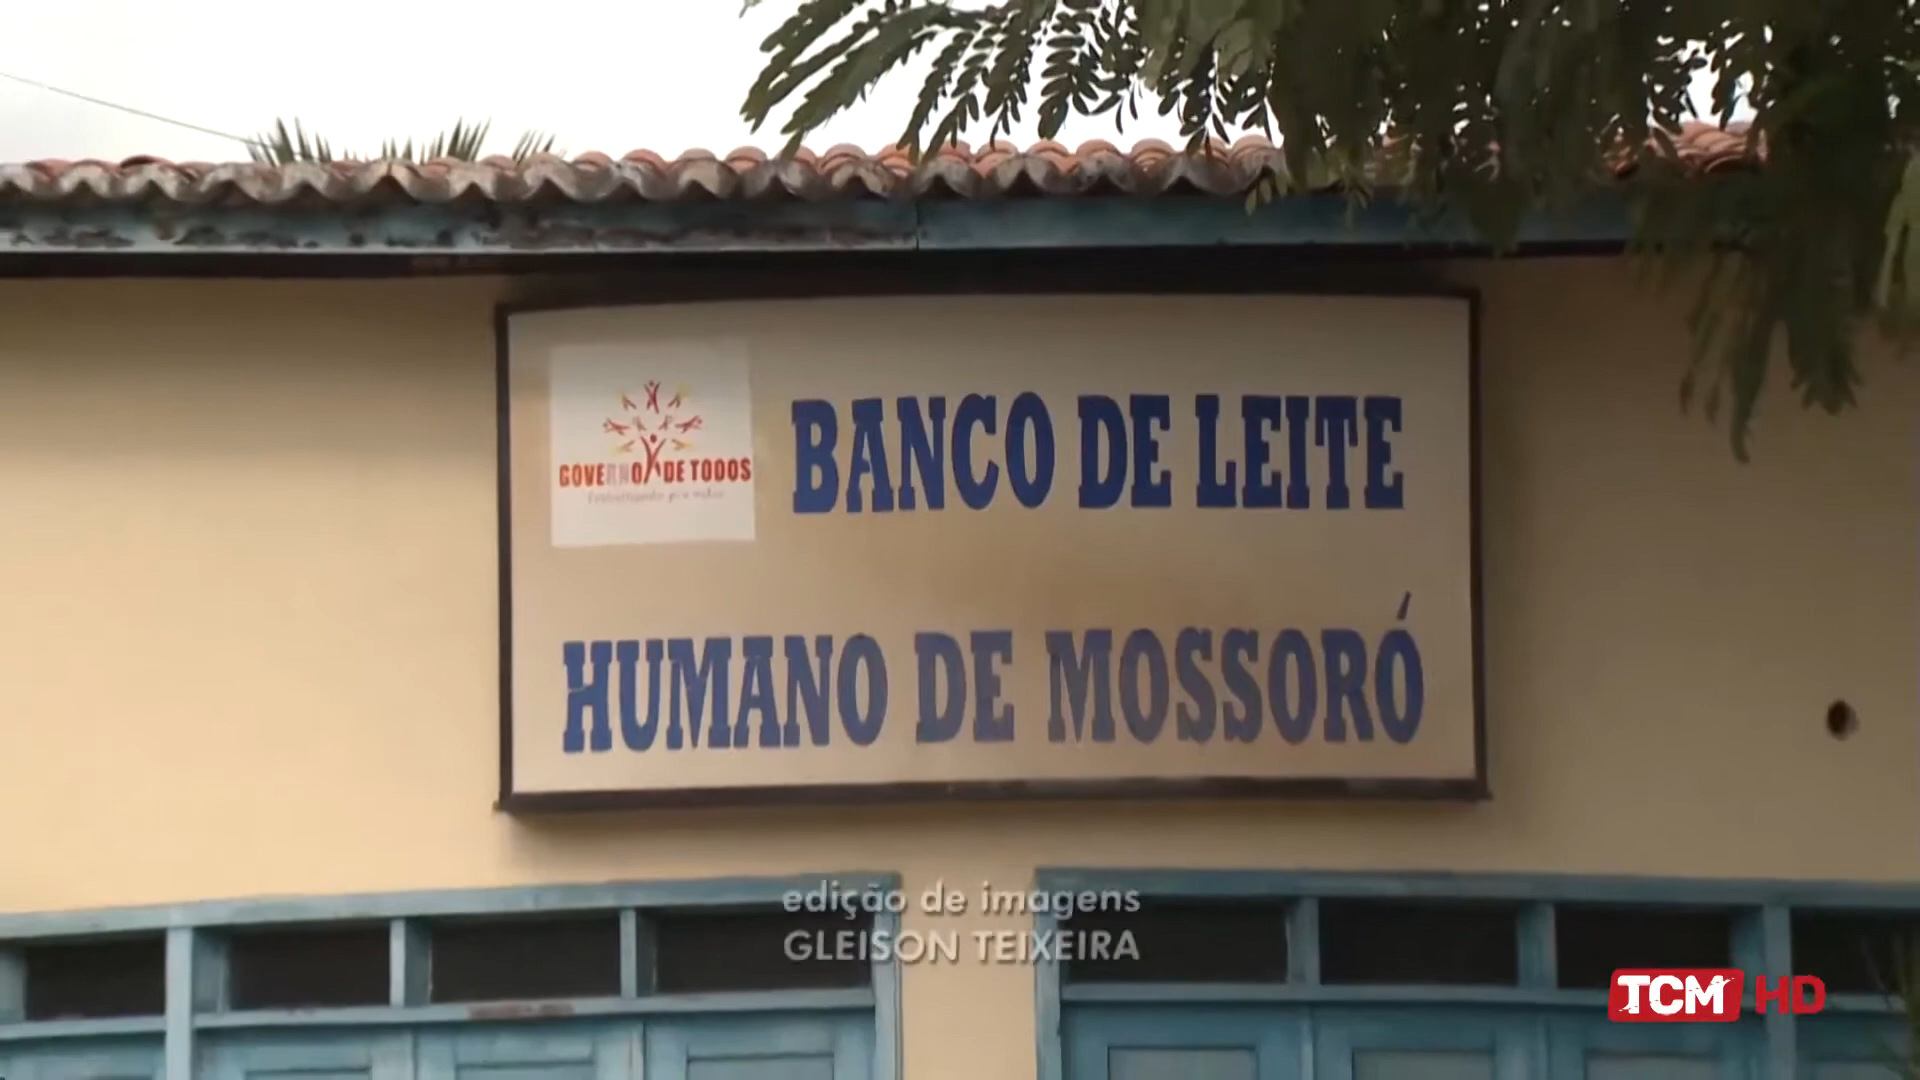 BANCO DE LEITE
GOVERNO DE TODOS
HUMANO DE MOSSORÓ
edição de imagens
GLEISON TEIXEIRA
TCM HD